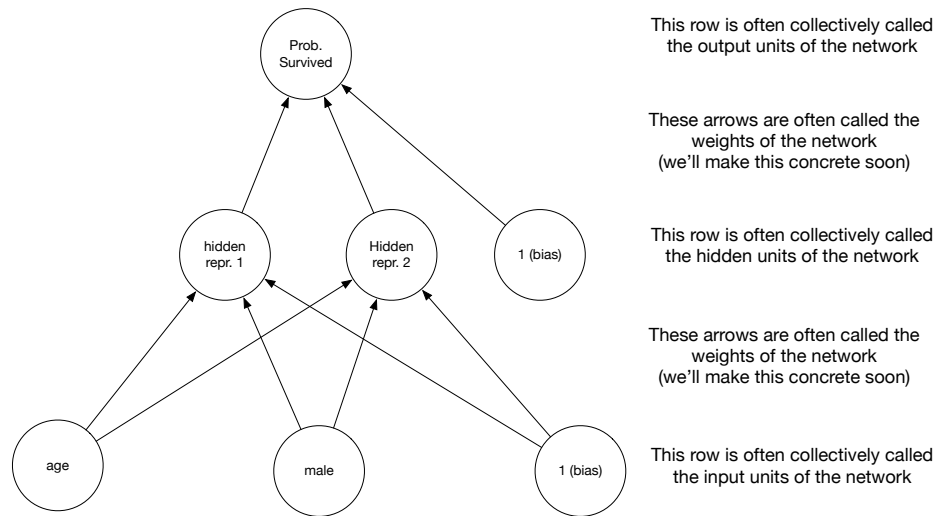 Prob.
Survived
This row is often collectively called
the output units of the network
These arrows are often called the
weights of the network
(we'll make this concrete soon)
hidden
repr. 1
Hidden
repr. 2
1 (bias)
This row is often collectively called
the hidden units of the network
These arrows are often called the
weights of the network
(we'll make this concrete soon)
age
male
1 (bias)
This row is often collectively called
the input units of the network